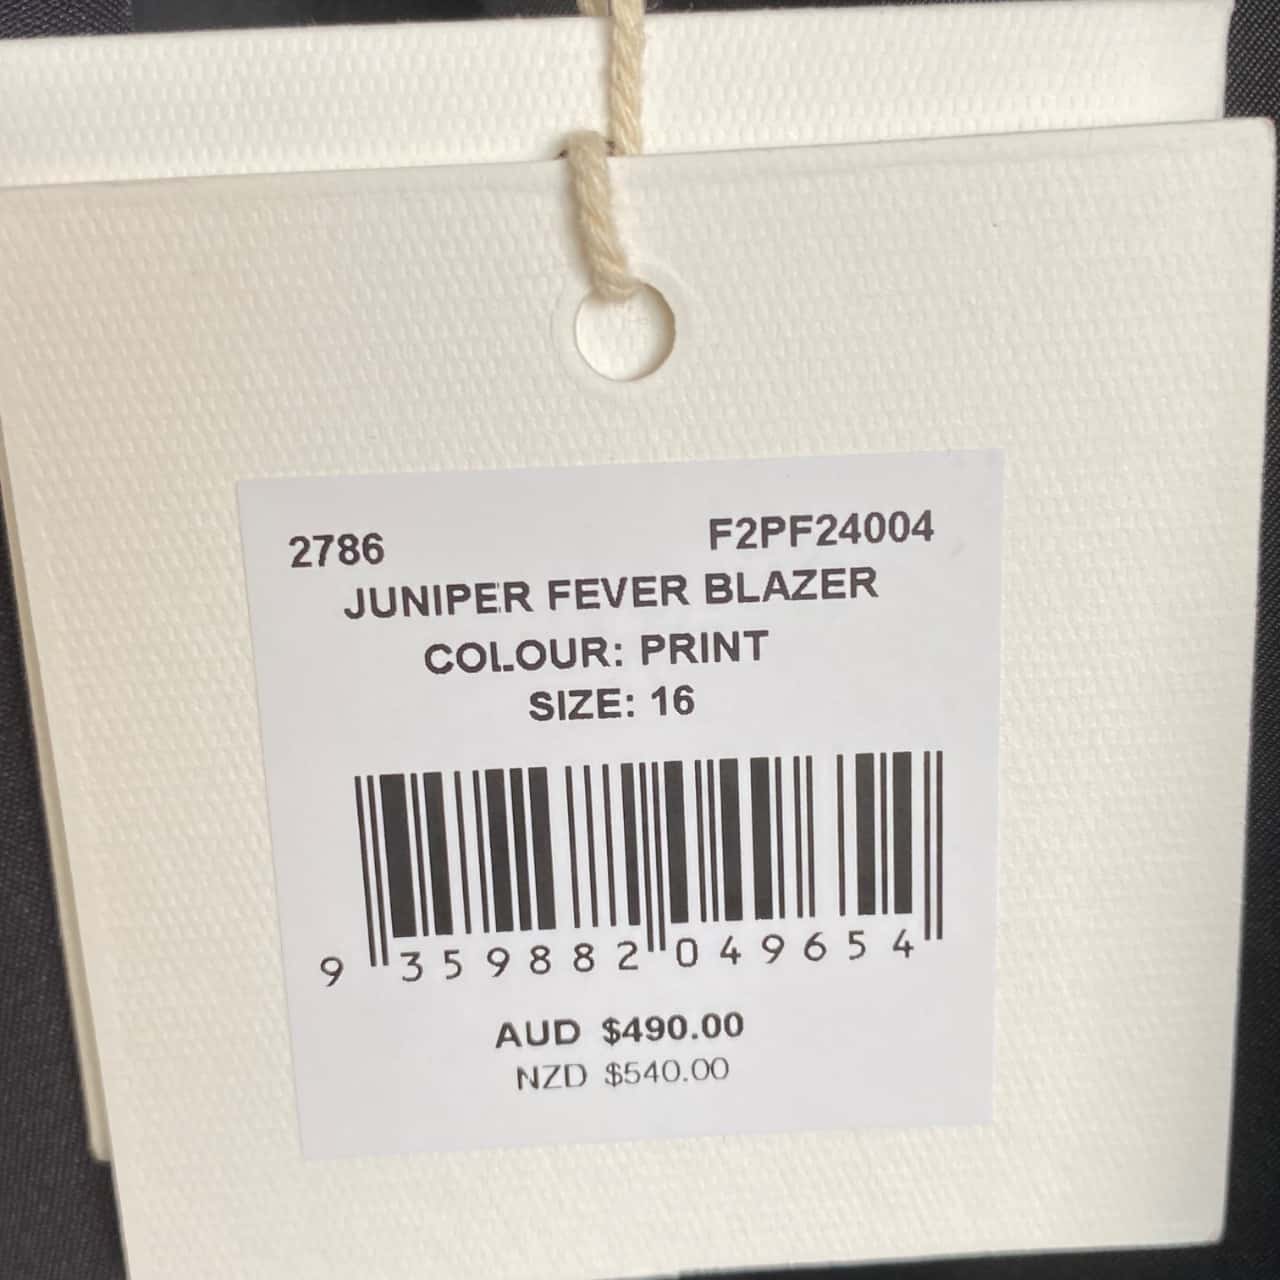 2786 F2PF24004
JUNIPER FEVER BLAZER
COLOUR: PRINT
SIZE: 16
9 359882 049654
AUD $490.00
NZD $540.00